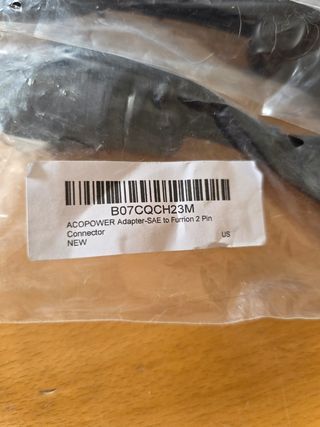 B07CQCH23M
ACOPOWER Adapter-SAE to Furrion 2 Pin
Connector
NEW
US